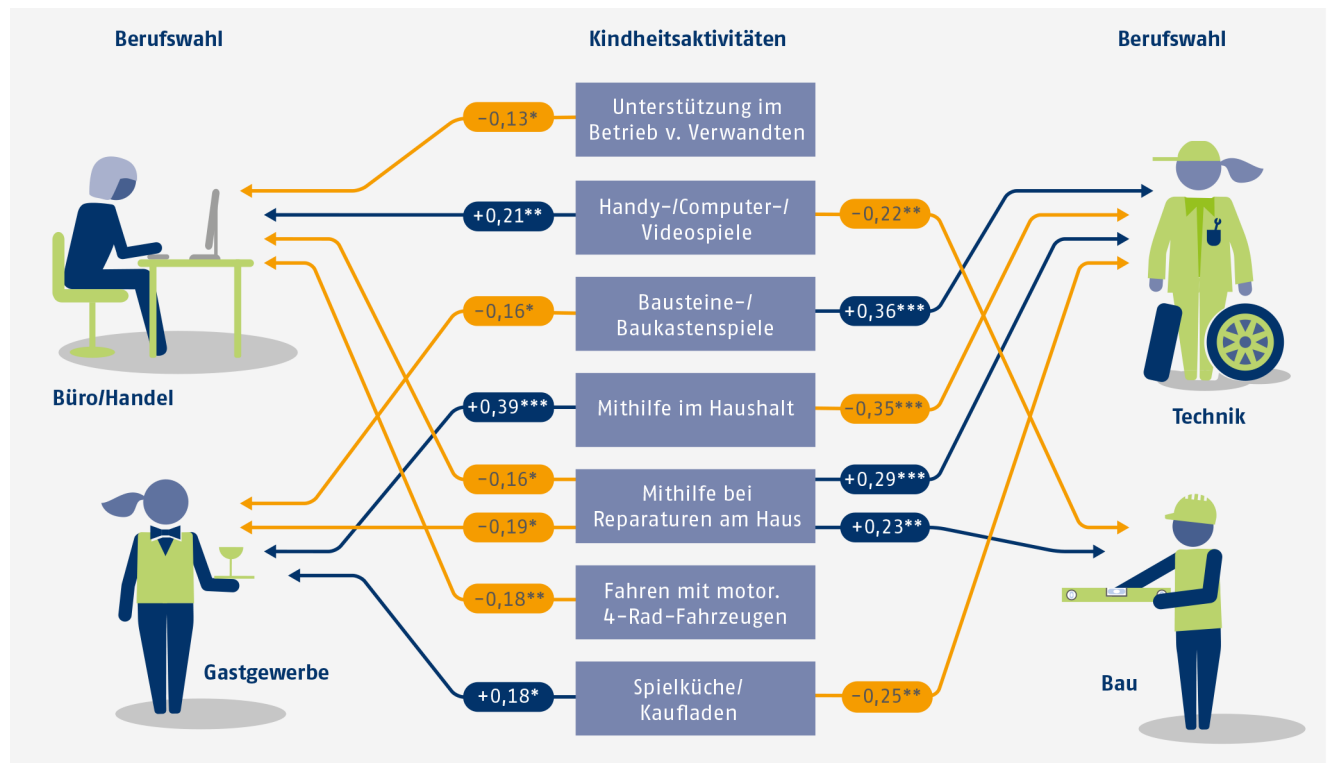 Berufswahl
Kindheitsaktivitäten
Berufswahl
Unterstützung im
Betrieb v. Verwandten
−0,13*
Handy-/Computer-/
Videospiele
+0,21**
−0,22**
Bausteine-/
Baukastenspiele
−0,16*
+0,36***
Büro/Handel
Mithilfe im Haushalt
+0,39***
−0,35***
Technik
Mithilfe bei
Reparaturen am Haus
−0,16*
−0,19*
+0,29***
+0,23**
Fahren mit motor.
4-Rad-Fahrzeugen
−0,18**
Gastgewerbe
Bau
Spielküche/
Kaufladen
+0,18*
−0,25**